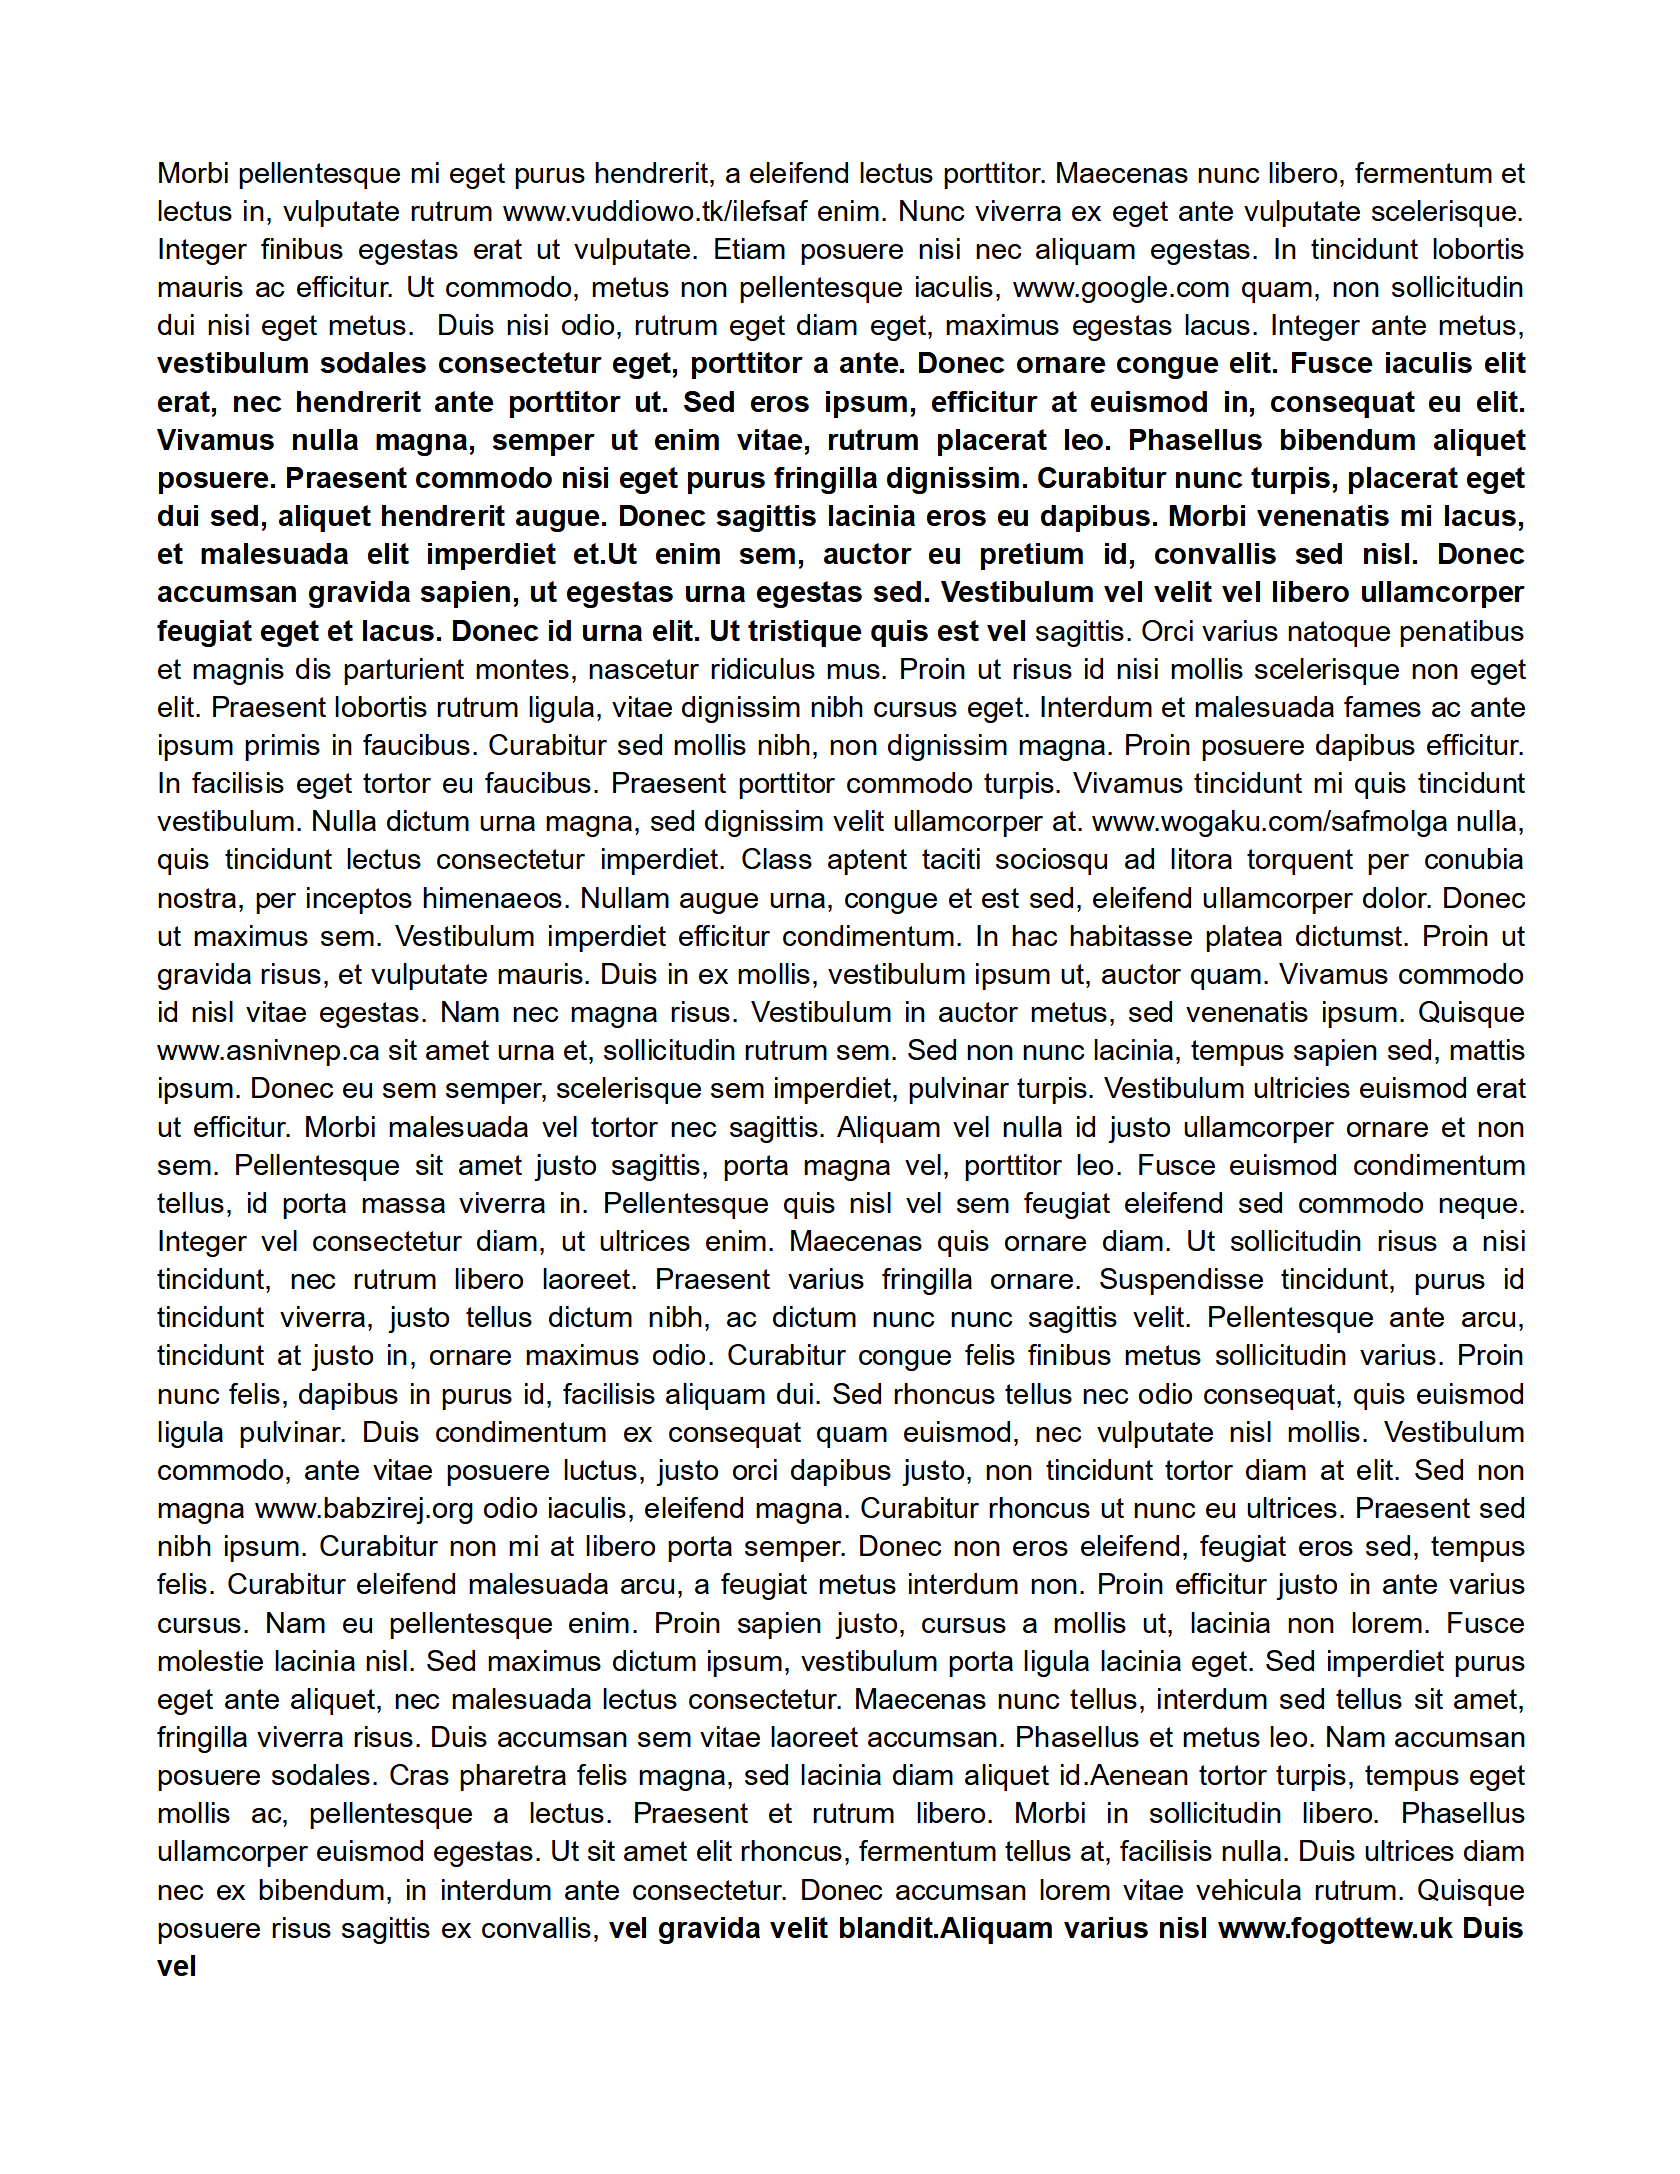 Morbi pellentesque mi eget purus hendrerit, a eleifend lectus porttitor. Maecenas nunc libero, fermentum et
lectus in, vulputate rutrum www.vuddiowo.tk/ilefsaf enim. Nunc viverra ex eget ante vulputate scelerisque.
Integer finibus egestas erat ut vulputate. Etiam posuere nisi nec aliquam egestas. In tincidunt lobortis
mauris ac efficitur. Ut commodo, metus non pellentesque iaculis, www.google.com quam, non sollicitudin
dui nisi eget metus.  Duis nisi odio, rutrum eget diam eget, maximus egestas lacus. Integer ante metus,
vestibulum sodales consectetur eget, porttitor a ante. Donec ornare congue elit. Fusce iaculis elit
erat, nec hendrerit ante porttitor ut. Sed eros ipsum, efficitur at euismod in, consequat eu elit.
Vivamus nulla magna, semper ut enim vitae, rutrum placerat leo. Phasellus bibendum aliquet
posuere. Praesent commodo nisi eget purus fringilla dignissim. Curabitur nunc turpis, placerat eget
dui sed, aliquet hendrerit augue. Donec sagittis lacinia eros eu dapibus. Morbi venenatis mi lacus,
et malesuada elit imperdiet et.Ut enim sem, auctor eu pretium id, convallis sed nisl. Donec
accumsan gravida sapien, ut egestas urna egestas sed. Vestibulum vel velit vel libero ullamcorper
feugiat eget et lacus. Donec id urna elit. Ut tristique quis est vel sagittis. Orci varius natoque penatibus
et magnis dis parturient montes, nascetur ridiculus mus. Proin ut risus id nisi mollis scelerisque non eget
elit. Praesent lobortis rutrum ligula, vitae dignissim nibh cursus eget. Interdum et malesuada fames ac ante
ipsum primis in faucibus. Curabitur sed mollis nibh, non dignissim magna. Proin posuere dapibus efficitur.
In facilisis eget tortor eu faucibus. Praesent porttitor commodo turpis. Vivamus tincidunt mi quis tincidunt
vestibulum. Nulla dictum urna magna, sed dignissim velit ullamcorper at. www.wogaku.com/safmolga nulla,
quis tincidunt lectus consectetur imperdiet. Class aptent taciti sociosqu ad litora torquent per conubia
nostra, per inceptos himenaeos. Nullam augue urna, congue et est sed, eleifend ullamcorper dolor. Donec
ut maximus sem. Vestibulum imperdiet efficitur condimentum. In hac habitasse platea dictumst. Proin ut
gravida risus, et vulputate mauris. Duis in ex mollis, vestibulum ipsum ut, auctor quam. Vivamus commodo
id nisl vitae egestas. Nam nec magna risus. Vestibulum in auctor metus, sed venenatis ipsum. Quisque
www.asnivnep.ca sit amet urna et, sollicitudin rutrum sem. Sed non nunc lacinia, tempus sapien sed, mattis
ipsum. Donec eu sem semper, scelerisque sem imperdiet, pulvinar turpis. Vestibulum ultricies euismod erat
ut efficitur. Morbi malesuada vel tortor nec sagittis. Aliquam vel nulla id justo ullamcorper ornare et non
sem. Pellentesque sit amet justo sagittis, porta magna vel, porttitor leo. Fusce euismod condimentum
tellus, id porta massa viverra in. Pellentesque quis nisl vel sem feugiat eleifend sed commodo neque.
Integer vel consectetur diam, ut ultrices enim. Maecenas quis ornare diam. Ut sollicitudin risus a nisi
tincidunt, nec rutrum libero laoreet. Praesent varius fringilla ornare. Suspendisse tincidunt, purus id
tincidunt viverra, justo tellus dictum nibh, ac dictum nunc nunc sagittis velit. Pellentesque ante arcu,
tincidunt at justo in, ornare maximus odio. Curabitur congue felis finibus metus sollicitudin varius. Proin
nunc felis, dapibus in purus id, facilisis aliquam dui. Sed rhoncus tellus nec odio consequat, quis euismod
ligula pulvinar. Duis condimentum ex consequat quam euismod, nec vulputate nisl mollis. Vestibulum
commodo, ante vitae posuere luctus, justo orci dapibus justo, non tincidunt tortor diam at elit. Sed non
magna www.babzirej.org odio iaculis, eleifend magna. Curabitur rhoncus ut nunc eu ultrices. Praesent sed
nibh ipsum. Curabitur non mi at libero porta semper. Donec non eros eleifend, feugiat eros sed, tempus
felis. Curabitur eleifend malesuada arcu, a feugiat metus interdum non. Proin efficitur justo in ante varius
cursus. Nam eu pellentesque enim. Proin sapien justo, cursus a mollis ut, lacinia non lorem. Fusce
molestie lacinia nisl. Sed maximus dictum ipsum, vestibulum porta ligula lacinia eget. Sed imperdiet purus
eget ante aliquet, nec malesuada lectus consectetur. Maecenas nunc tellus, interdum sed tellus sit amet,
fringilla viverra risus. Duis accumsan sem vitae laoreet accumsan. Phasellus et metus leo. Nam accumsan
posuere sodales. Cras pharetra felis magna, sed lacinia diam aliquet id.Aenean tortor turpis, tempus eget
mollis ac, pellentesque a lectus. Praesent et rutrum libero. Morbi in sollicitudin libero. Phasellus
ullamcorper euismod egestas. Ut sit amet elit rhoncus, fermentum tellus at, facilisis nulla. Duis ultrices diam
nec ex bibendum, in interdum ante consectetur. Donec accumsan lorem vitae vehicula rutrum. Quisque
posuere risus sagittis ex convallis, vel gravida velit blandit.Aliquam varius nisl www.fogottew.uk Duis
vel